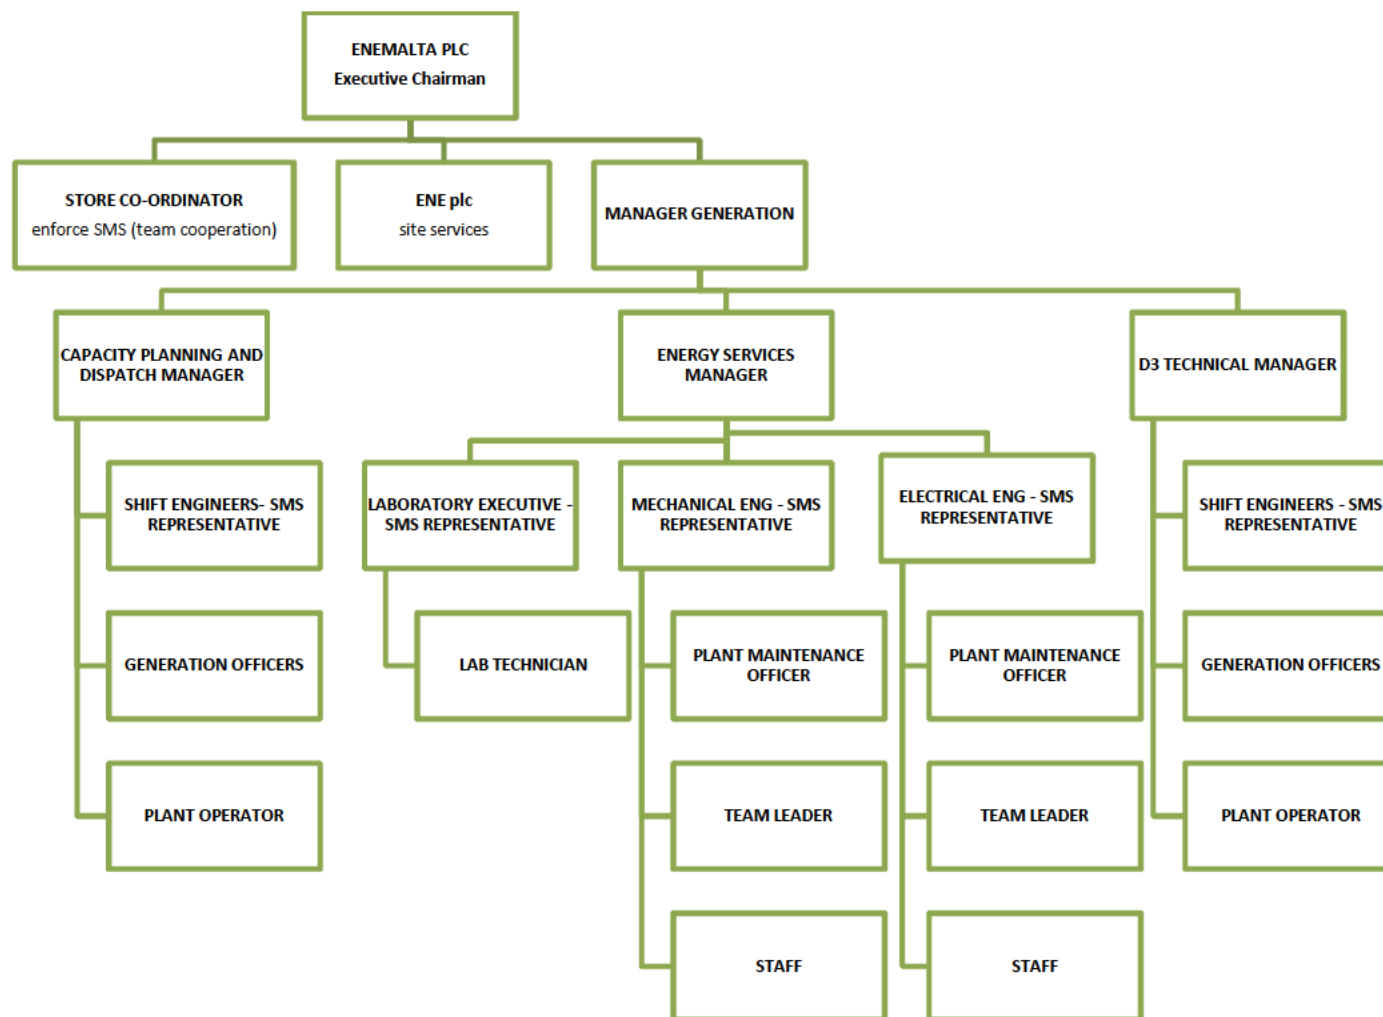 ENEMALTA PLC
Executive Chairman
STORE CO-ORDINATOR
enforce SMS (team cooperation)
ENE plc
site services
MANAGER GENERATION
CAPACITY PLANNING AND
DISPATCH MANAGER
ENERGY SERVICES
MANAGER
D3 TECHNICAL MANAGER
SHIFT ENGINEERS- SMS
REPRESENTATIVE
LABORATORY EXECUTIVE -
SMS REPRESENTATIVE
MECHANICAL ENG - SMS
REPRESENTATIVE
ELECTRICAL ENG - SMS
REPRESENTATIVE
SHIFT ENGINEERS - SMS
REPRESENTATIVE
GENERATION OFFICERS
LAB TECHNICIAN
PLANT MAINTENANCE
OFFICER
PLANT MAINTENANCE
OFFICER
GENERATION OFFICERS
PLANT OPERATOR
TEAM LEADER
TEAM LEADER
PLANT OPERATOR
STAFF
STAFF